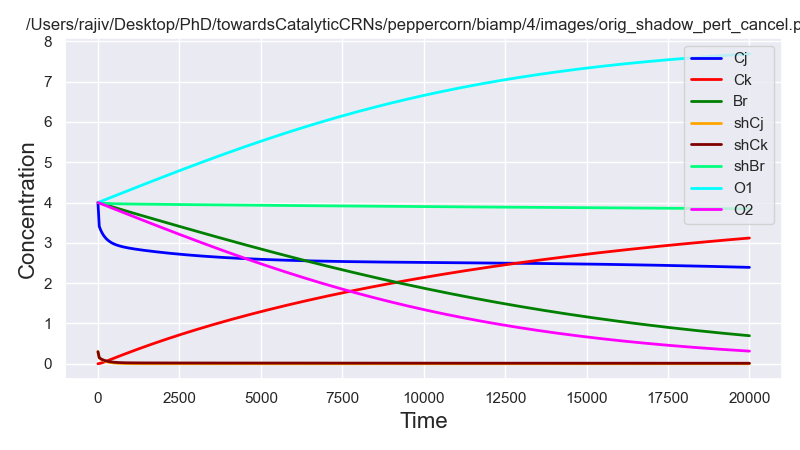 /Users/rajiv/Desktop/PhD/towardsCatalyticCRNs/peppercorn/biamp/4/images/orig_shadow_pert_cancel.p
8
7
6
5
4
3
2
1
0
Concentration
0 2500 5000 7500 10000 12500 15000 17500 20000
Time
Cj
Ck
Br
shCj
shCk
shBr
O1
O2